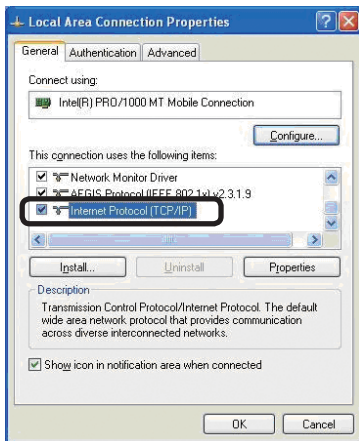 Local Area Connection Properties
General Authentication Advanced
Connect using:
Intel(R) PRO/1000 MT Mobile Connection
Configure...
This connection uses the following items:
Network Monitor Driver
AEGIS Protocol (IEEE 802.1x) v2.3.1.9
Internet Protocol (TCP/IP)
Install... Uninstall Properties
Description
Transmission Control Protocol/Internet Protocol. The default
wide area network protocol that provides communication
across diverse interconnected networks.
Show icon in notification area when connected
OK Cancel